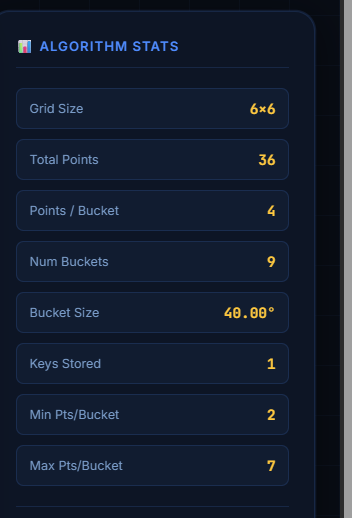 📊 ALGORITHM STATS
Grid Size 6×6
Total Points 36
Points / Bucket 4
Num Buckets 9
Bucket Size 40.00°
Keys Stored 1
Min Pts/Bucket 2
Max Pts/Bucket 7